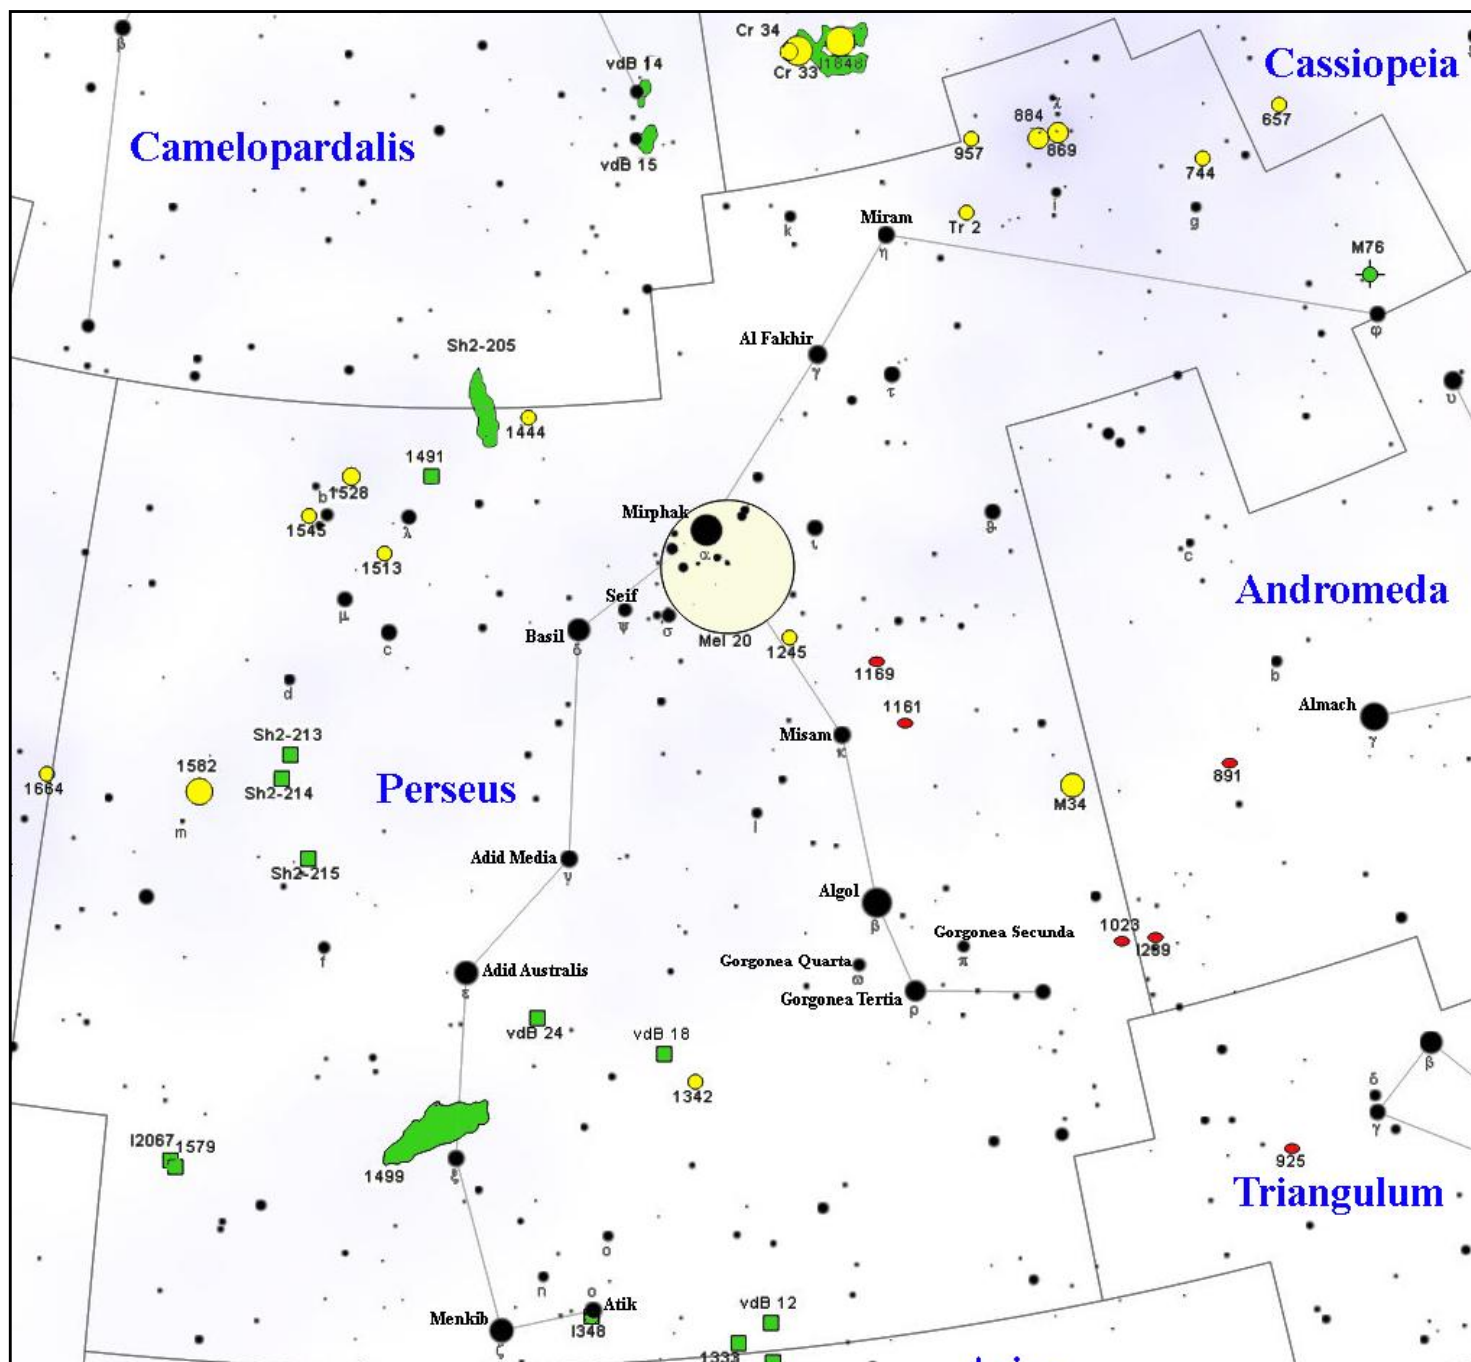 β
vdB 14
Cr 34
Cr 33
I1848
Cassiopeia
Camelopardalis
vdB 15
957
884
869
χ
657
744
k
Miram
η
Tr 2
i
g
M76
φ
Al Fakhir
γ
τ
υ
Sh2-205
1444
1491
b
1528
1545
λ
1513
Mirphak
α
ι
θ
c
Andromeda
μ
c
Seif
ψ
σ
Basil
δ
Mel 20
1245
1169
b
d
1161
Almach
γ
Misam
κ
Sh2-213
1582
Sh2-214
1664
m
Perseus
891
M34
l
Sh2-215
Adid Media
ν
Algol
β
1023
I239
Gorgonea Secunda
π
f
Adid Australis
ε
Gorgonea Quarta
ω
Gorgonea Tertia
ρ
vdB 24
vdB 18
1342
β
δ
γ
I2067
1579
1499
ξ
925
Triangulum
o
n
o
Atik
Menkib
ζ
I348
vdB 12
1333